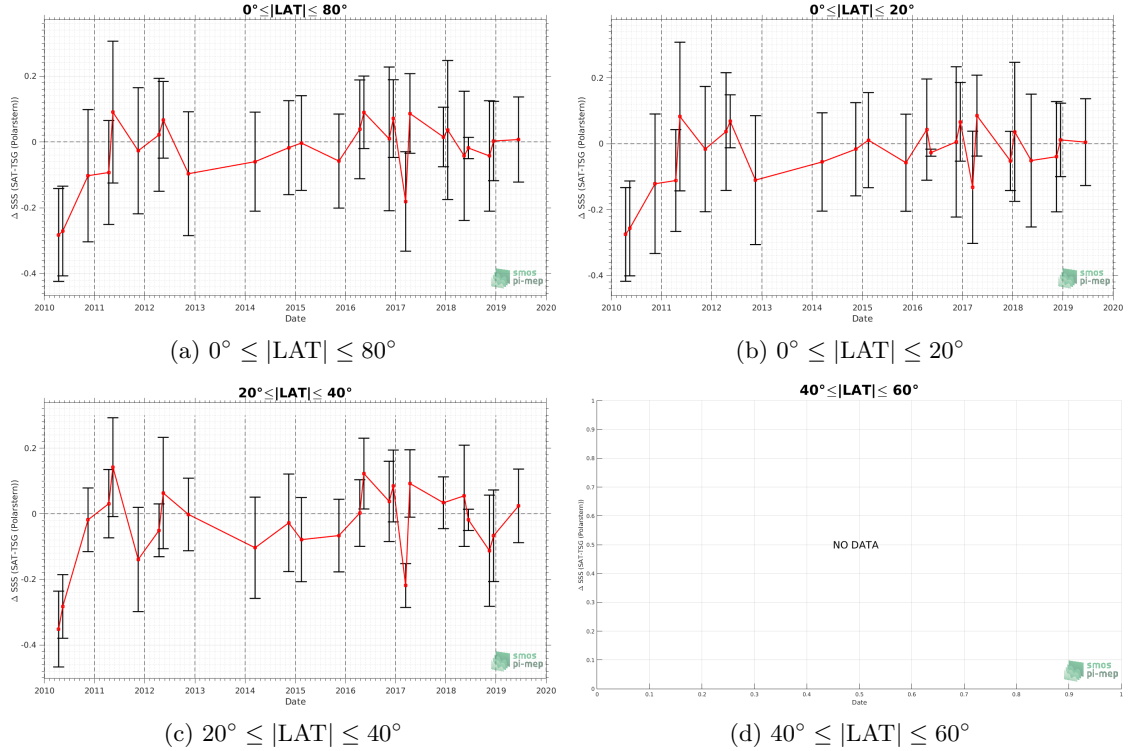 0°≤|LAT|≤ 80°
Δ SSS (SAT-TSG (Polarstern))
0.2
0
-0.2
-0.4
2010 2011 2012 2013 2014 2015 2016 2017 2018 2019 2020
Date
smos
pi-mep
(a) 0° ≤ |LAT| ≤ 80°
0°≤|LAT|≤ 20°
Δ SSS (SAT-TSG (Polarstern))
0.2
0
-0.2
-0.4
2010 2011 2012 2013 2014 2015 2016 2017 2018 2019 2020
Date
smos
pi-mep
(b) 0° ≤ |LAT| ≤ 20°
20°≤|LAT|≤ 40°
Δ SSS (SAT-TSG (Polarstern))
0.2
0
-0.2
-0.4
2010 2011 2012 2013 2014 2015 2016 2017 2018 2019 2020
Date
smos
pi-mep
(c) 20° ≤ |LAT| ≤ 40°
40°≤|LAT|≤ 60°
Δ SSS (SAT-TSG (Polarstern))
1
0.9
0.8
0.7
0.6
0.5
0.4
0.3
0.2
0.1
0
NO DATA
0 0.1 0.2 0.3 0.4 0.5 0.6 0.7 0.8 0.9 1
Date
smos
pi-mep
(d) 40° ≤ |LAT| ≤ 60°